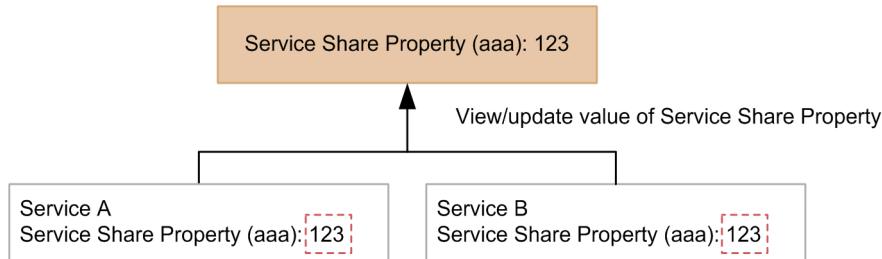 Service Share Property (aaa): 123
View/update value of Service Share Property
Service A
Service Share Property (aaa): 123
Service B
Service Share Property (aaa): 123